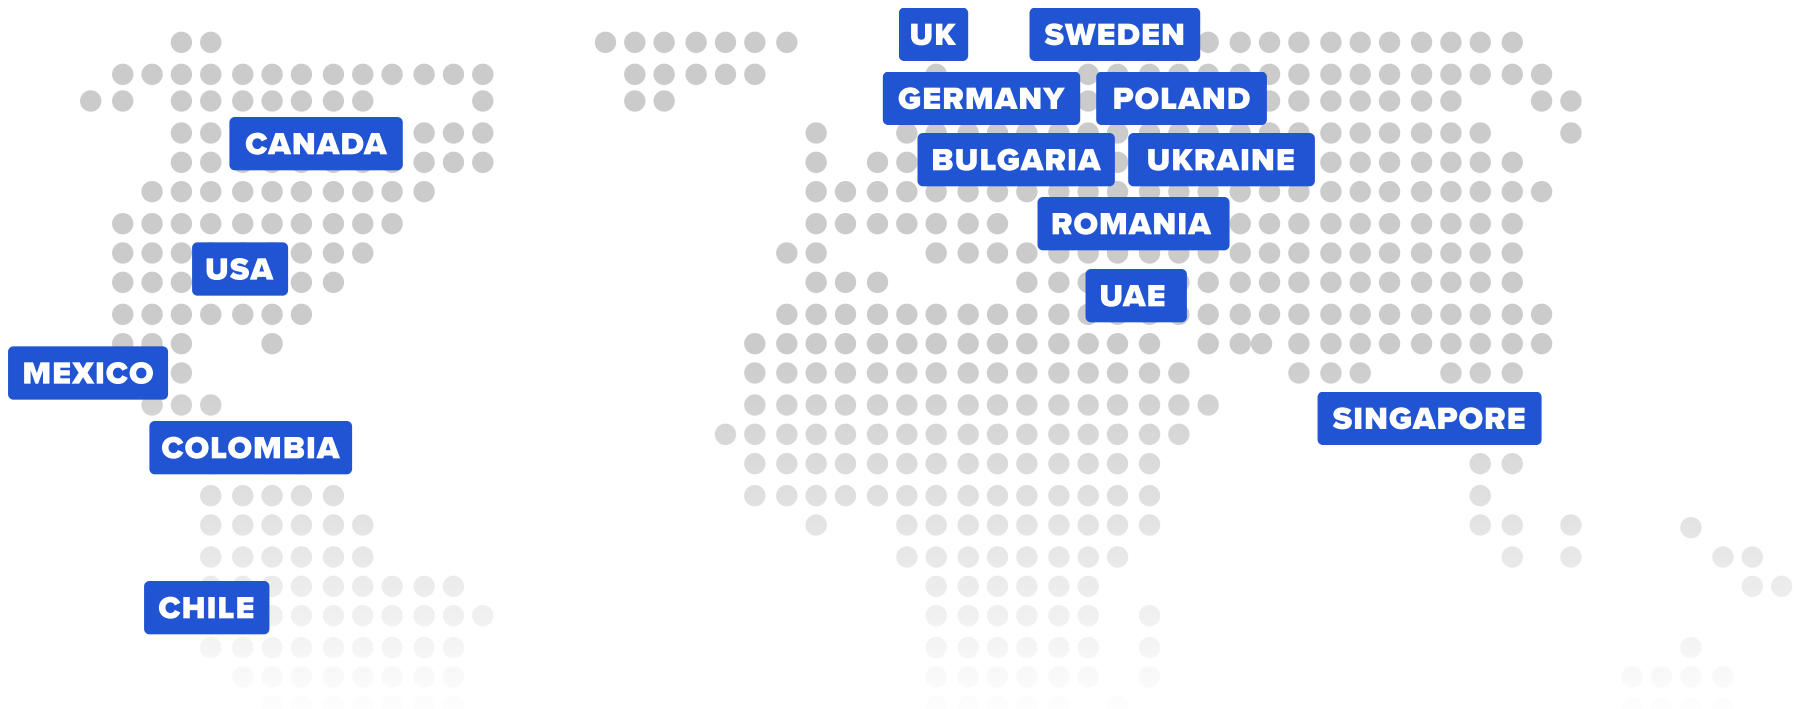 UK
SWEDEN
GERMANY
POLAND
CANADA
BULGARIA
UKRAINE
ROMANIA
USA
UAE
MEXICO
SINGAPORE
COLOMBIA
CHILE